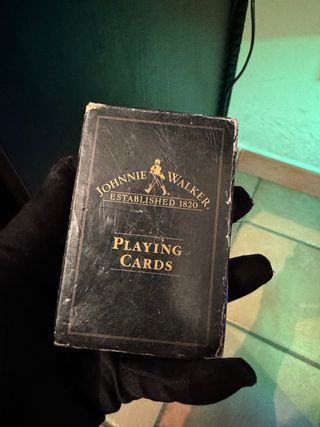 JOHNNIE WALKER®
ESTABLISHED 1820
PLAYING
CARDS